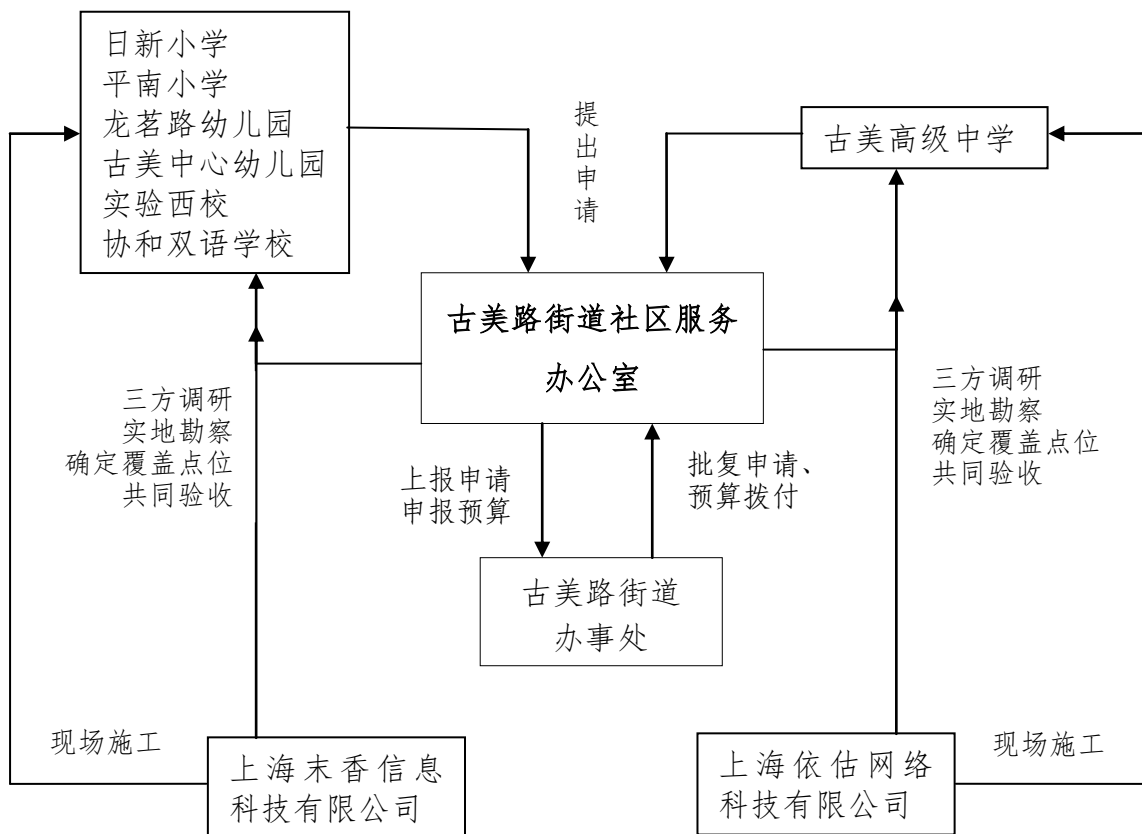 日新小学
平南小学
龙茗路幼儿园
古美中心幼儿园
实验西校
协和双语学校
提
出
申
请
古美高级中学
古美路街道社区服务
办公室
三方调研
实地勘察
确定覆盖点位
共同验收
上报申请
申报预算
批复申请、
预算拨付
三方调研
实地勘察
确定覆盖点位
共同验收
古美路街道
办事处
现场施工
上海末香信息
科技有限公司
上海依估网络
科技有限公司
现场施工